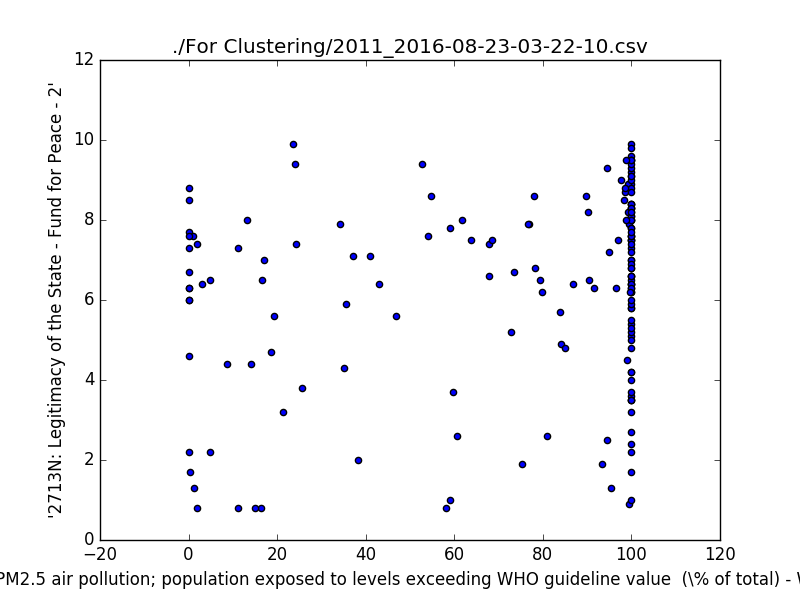 ./For Clustering/2011_2016-08-23-03-22-10.csv
'2713N: Legitimacy of the State - Fund for Peace - 2'
12
10
8
6
4
2
0
−20 0 20 40 60 80 100 120
PM2.5 air pollution; population exposed to levels exceeding WHO guideline value (\% of total) -